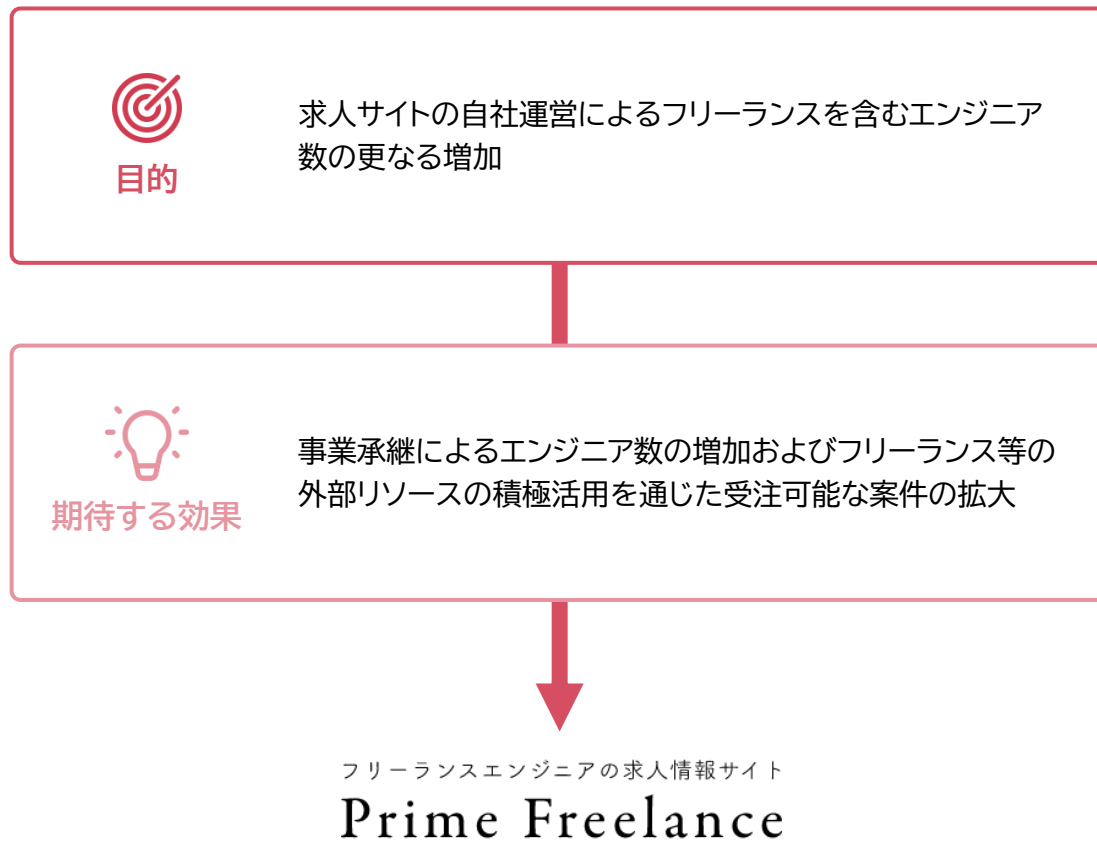 目的
求人サイトの自社運営によるフリーランスを含むエンジニア
数の更なる増加
期待する効果
事業承継によるエンジニア数の増加およびフリーランス等の
外部リソースの積極活用を通じた受注可能な案件の拡大
フリーランスエンジニアの求人情報サイト
Prime Freelance